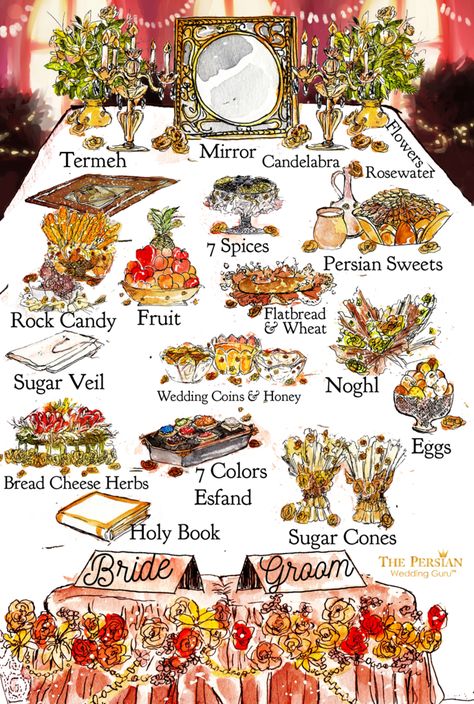 Flowers
Termeh
Mirror
Candelabra
Rosewater
7 Spices
Persian Sweets
Rock Candy
Fruit
Flatbread
& Wheat
Sugar Veil
Wedding Coins & Honey
Noghl
Eggs
Bread Cheese Herbs
7 Colors
Esfand
Holy Book
Sugar Cones
THE PERSIAN
Wedding Guru™
Bride
Groom